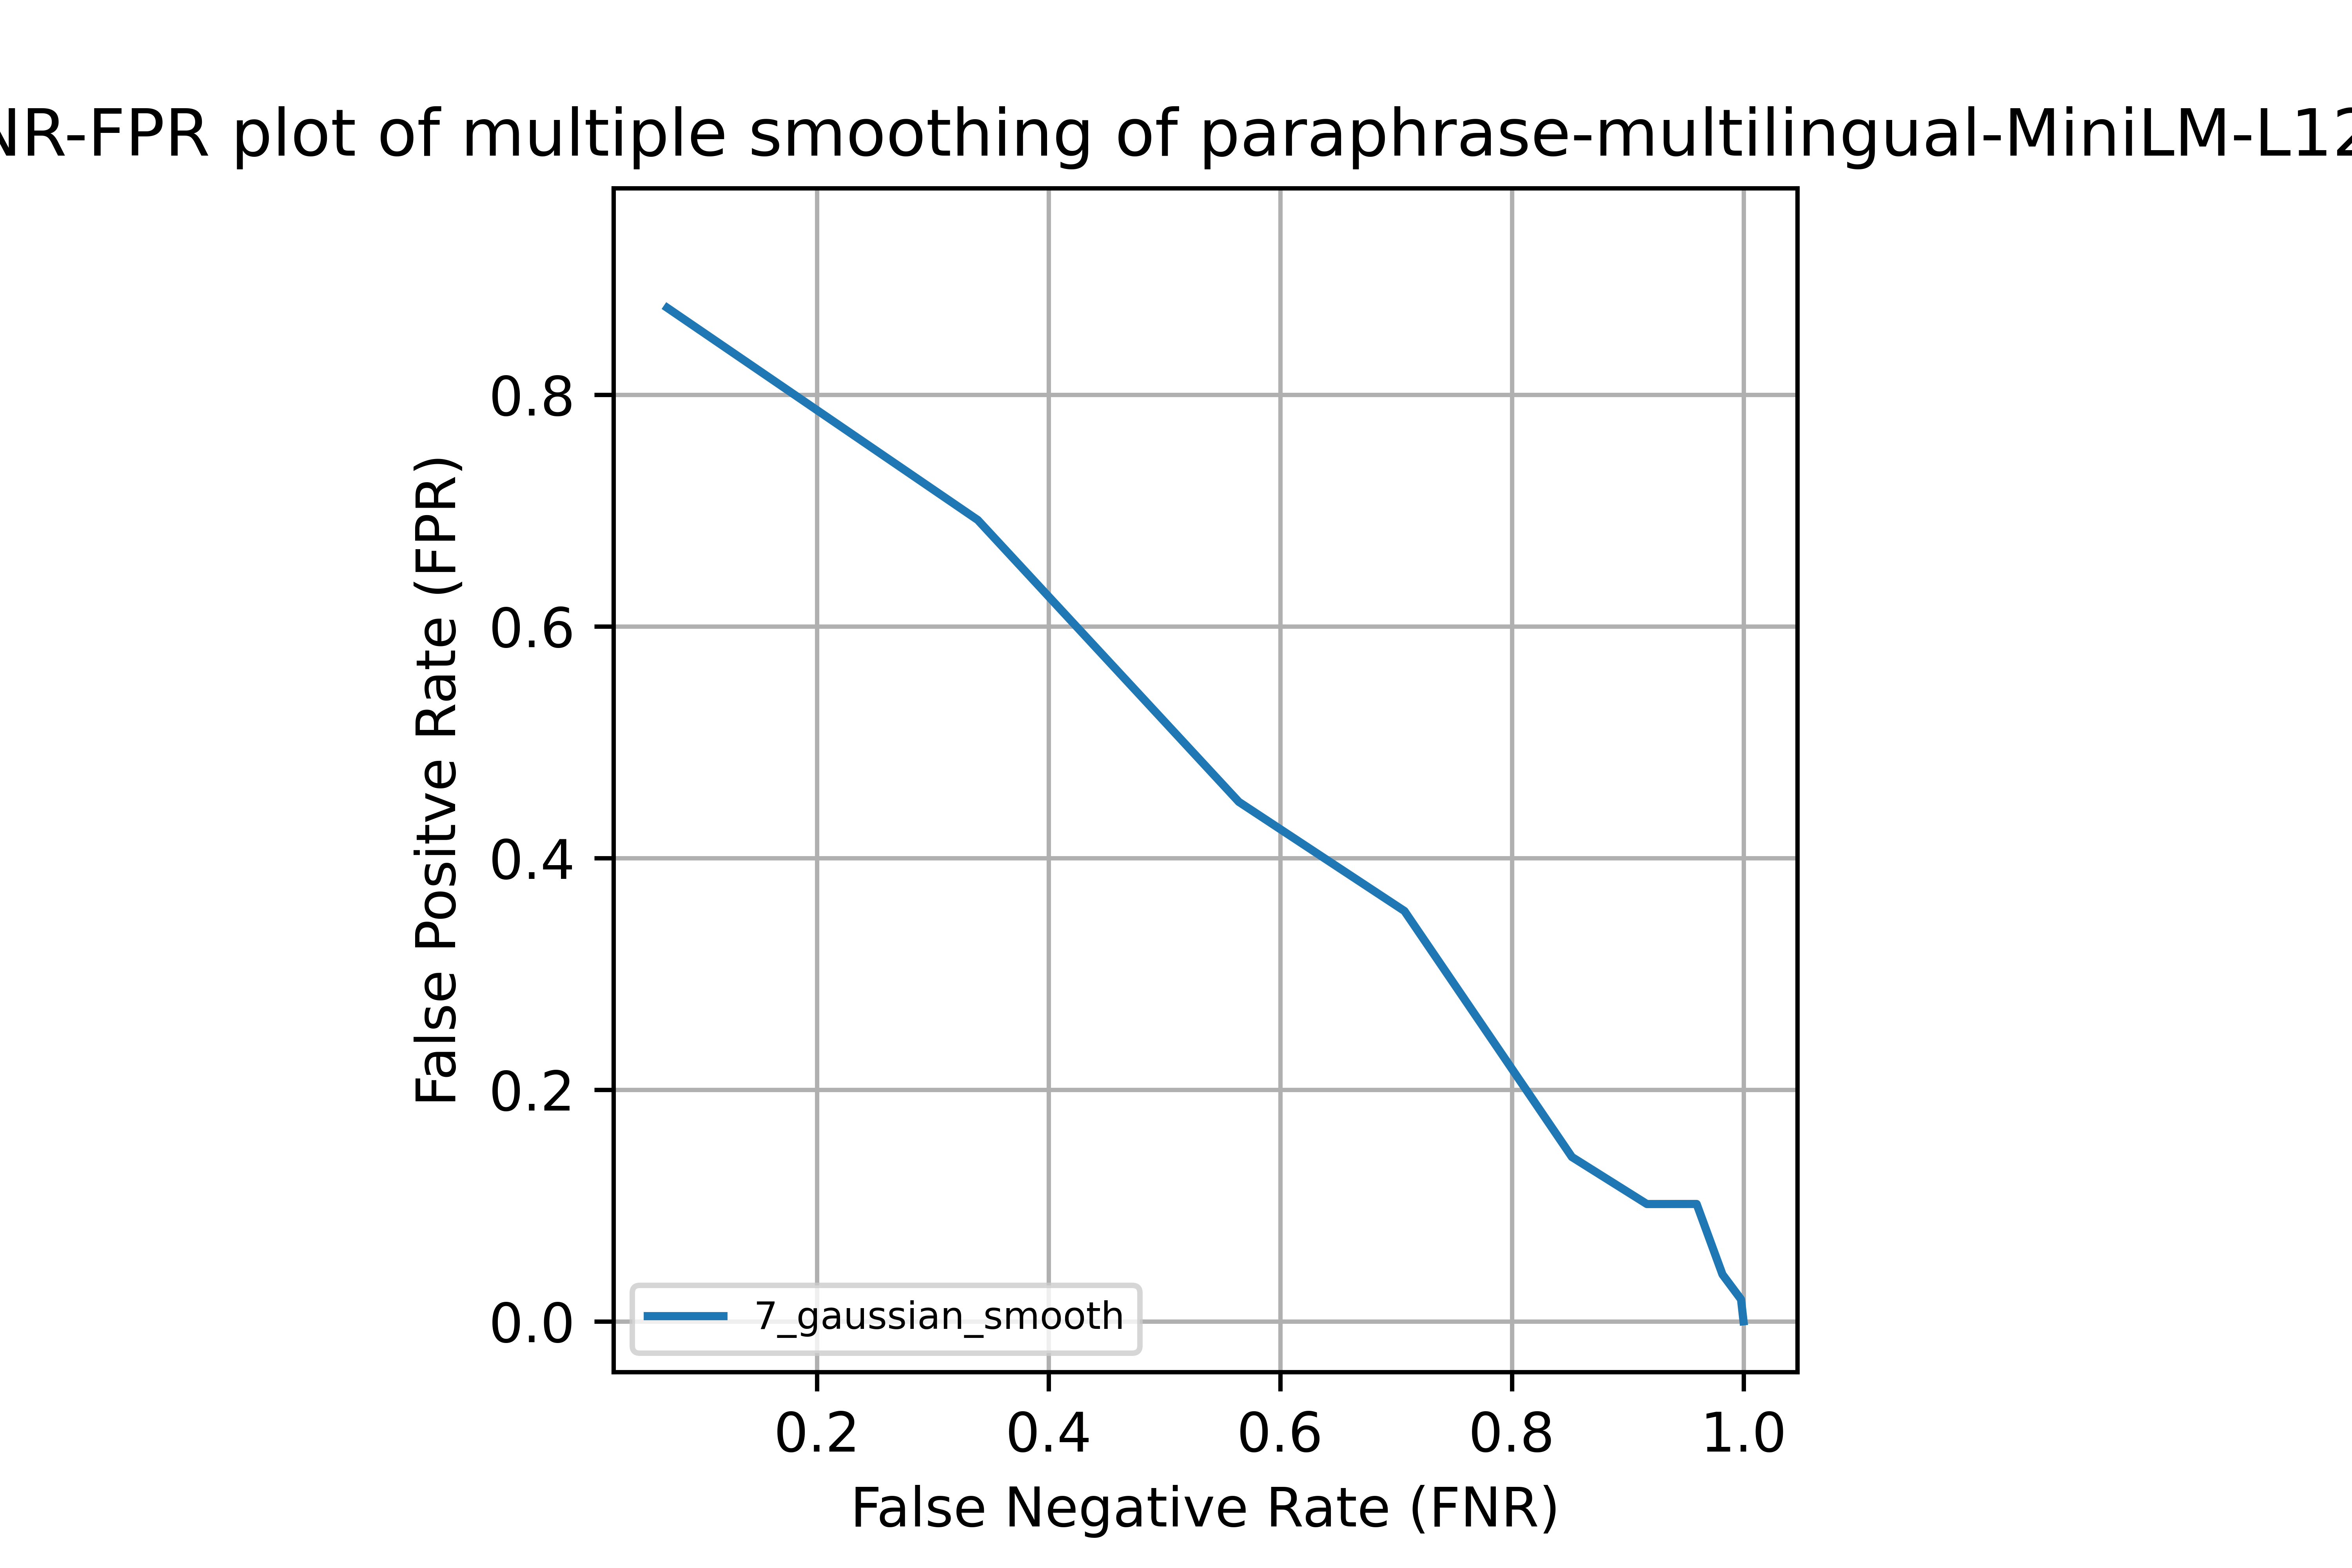 NR-FPR plot of multiple smoothing of paraphrase-multilingual-MiniLM-L12
False Positve Rate (FPR)
0.8
0.6
0.4
0.2
0.0
7_gaussian_smooth
0.2 0.4 0.6 0.8 1.0
False Negative Rate (FNR)